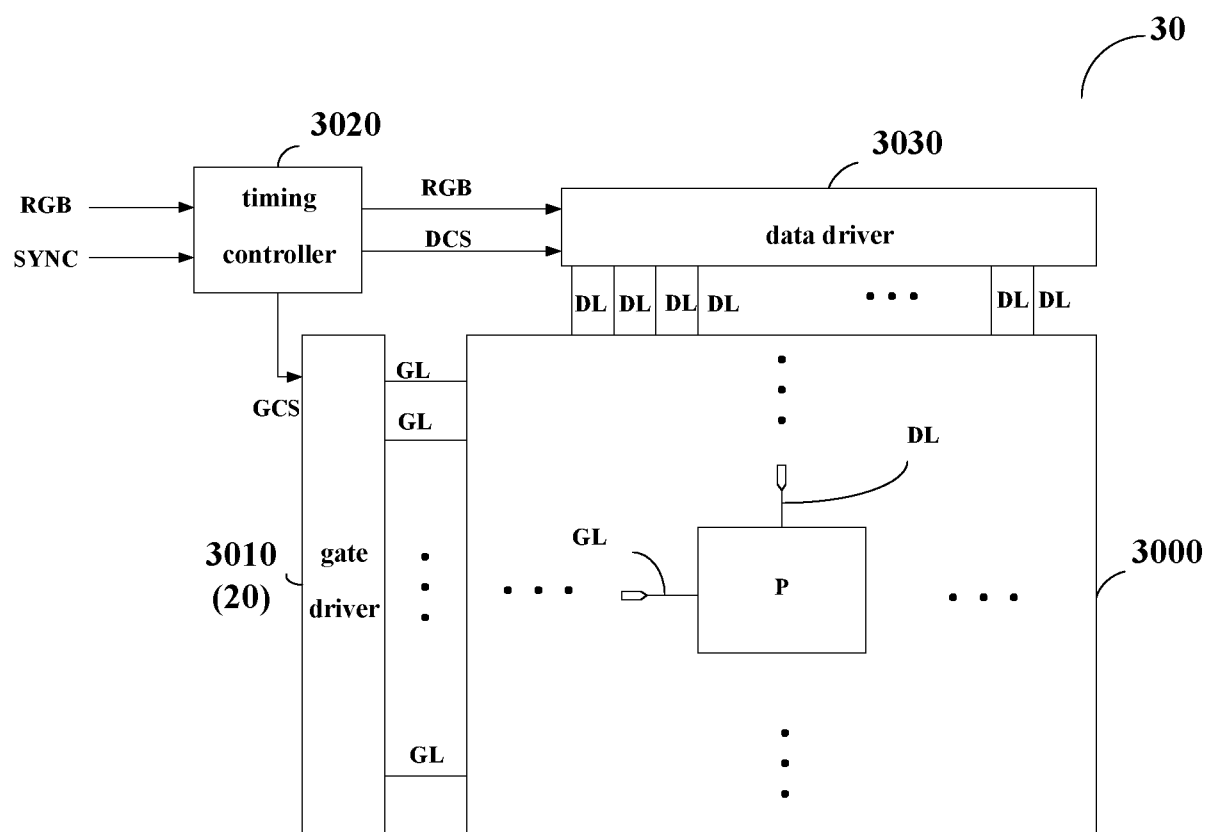 30
3020
3030
RGB
timing
RGB
SYNC
controller
DCS
data driver
DL DL DL DL DL DL
GL
GCS
GL
DL
3010
(20)
gate
driver
GL
P
3000
GL